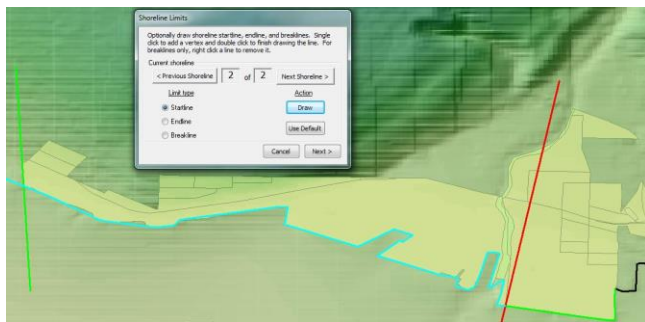 Shoreline Limits
Optionally draw shoreline startline, endline, and breaklines. Single
click to add a vertex and double click to finish drawing the line. For
breaklines only, right click a line to remove it.
Current shoreline
< Previous Shoreline 2 of 2 Next Shoreline >
Limit type Action
Startline Draw
Endline
Use Default
Breakline
Cancel Next >